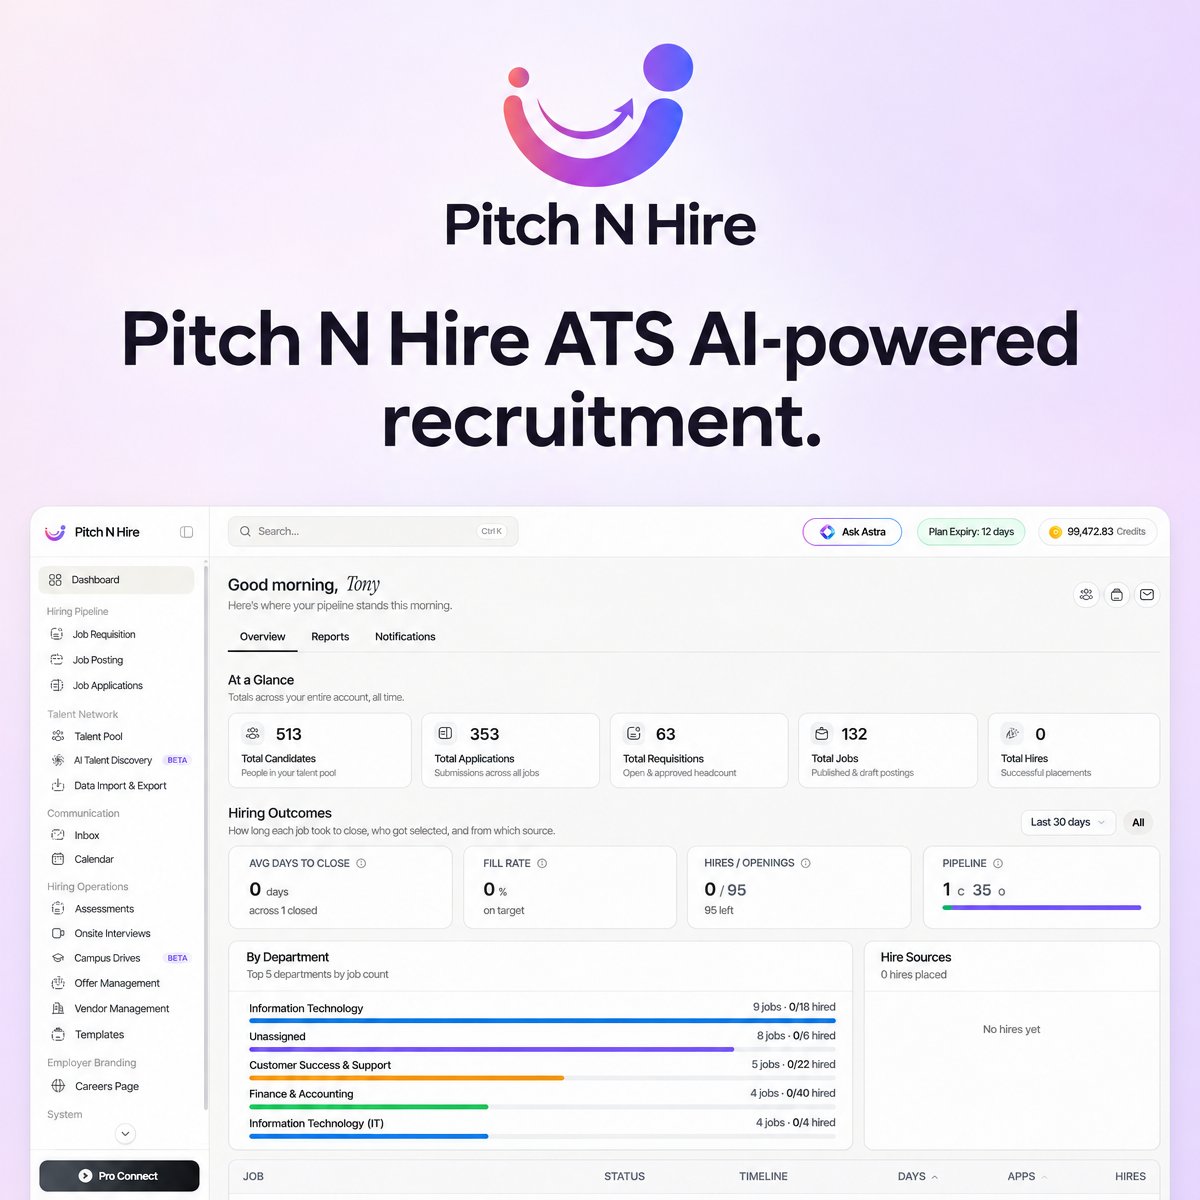 Pitch N Hire
Pitch N Hire ATS AI-powered
recruitment.
Pitch N Hire
Search...
Ctrl K
Ask Astra
Plan Expiry: 12 days
99,472.83 Credits
Dashboard
Hiring Pipeline
Job Requisition
Job Posting
Job Applications
Talent Network
Talent Pool
AI Talent Discovery BETA
Data Import & Export
Communication
Inbox
Calendar
Hiring Operations
Assessments
Onsite Interviews
Campus Drives BETA
Offer Management
Vendor Management
Templates
Employer Branding
Careers Page
System
Pro Connect
Good morning, Tony
Here's where your pipeline stands this morning.
Overview Reports Notifications
At a Glance
Totals across your entire account, all time.
513
Total Candidates
People in your talent pool
353
Total Applications
Submissions across all jobs
63
Total Requisitions
Open & approved headcount
132
Total Jobs
Published & draft postings
0
Total Hires
Successful placements
Hiring Outcomes
How long each job took to close, who got selected, and from which source.
Last 30 days
All
AVG DAYS TO CLOSE
0 days
across 1 closed
FILL RATE
0 %
on target
HIRES / OPENINGS
0 / 95
95 left
PIPELINE
1 c 35 o
By Department
Top 5 departments by job count
Information Technology 9 jobs · 0/18 hired
Unassigned 8 jobs · 0/6 hired
Customer Success & Support 5 jobs · 0/22 hired
Finance & Accounting 4 jobs · 0/40 hired
Information Technology (IT) 4 jobs · 0/4 hired
Hire Sources
0 hires placed
No hires yet
JOB STATUS TIMELINE DAYS APPS HIRES